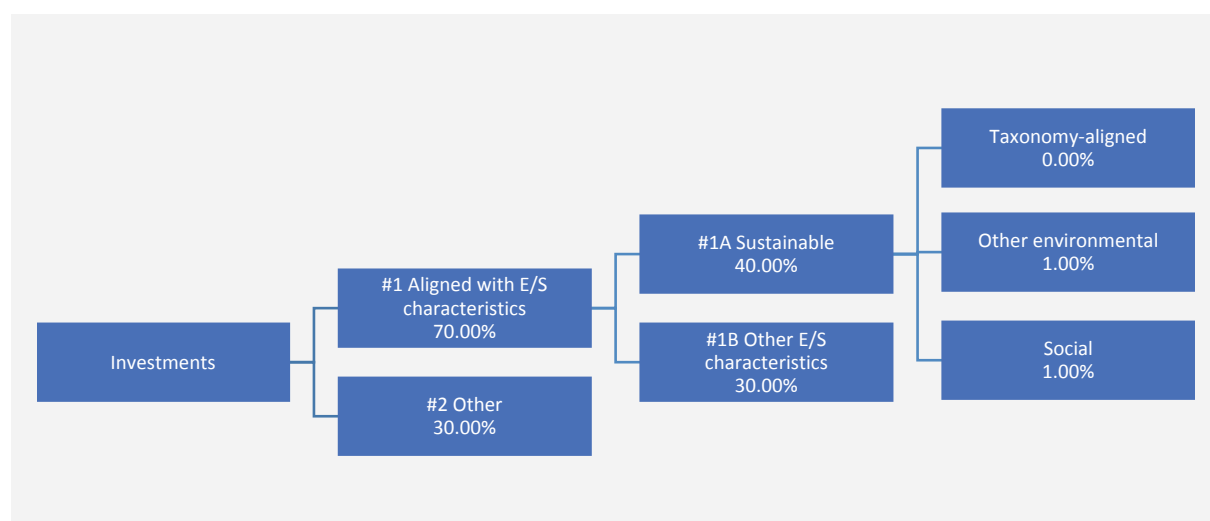 Investments
#1 Aligned with E/S
characteristics
70.00%
#2 Other
30.00%
#1A Sustainable
40.00%
#1B Other E/S
characteristics
30.00%
Taxonomy-aligned
0.00%
Other environmental
1.00%
Social
1.00%